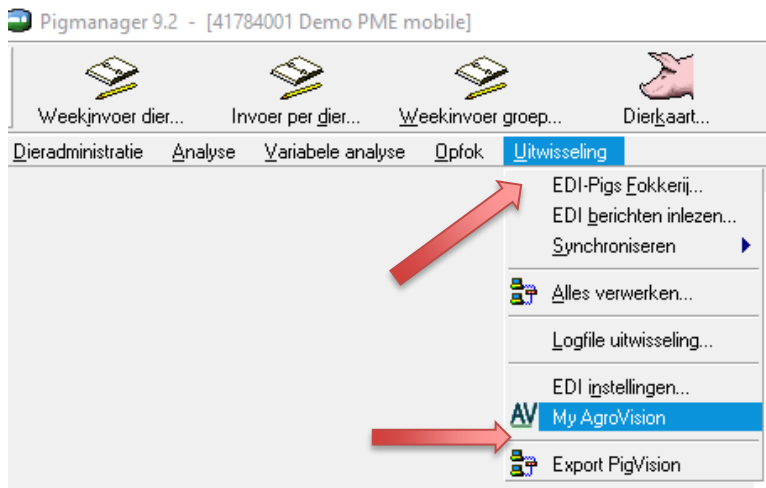 Pigmanager 9.2 - [41784001 Demo PME mobile]
Weekinvoer dier... Invoer per dier... Weekinvoer groep... Dierkaart...
Dieradministratie Analyse Variabele analyse Opfok Uitwisseling
EDI-Pigs Fokkerij...
EDI berichten inlezen...
Synchroniseren
Alles verwerken...
Logfile uitwisseling...
EDI instellingen...
AV My AgroVision
Export PigVision